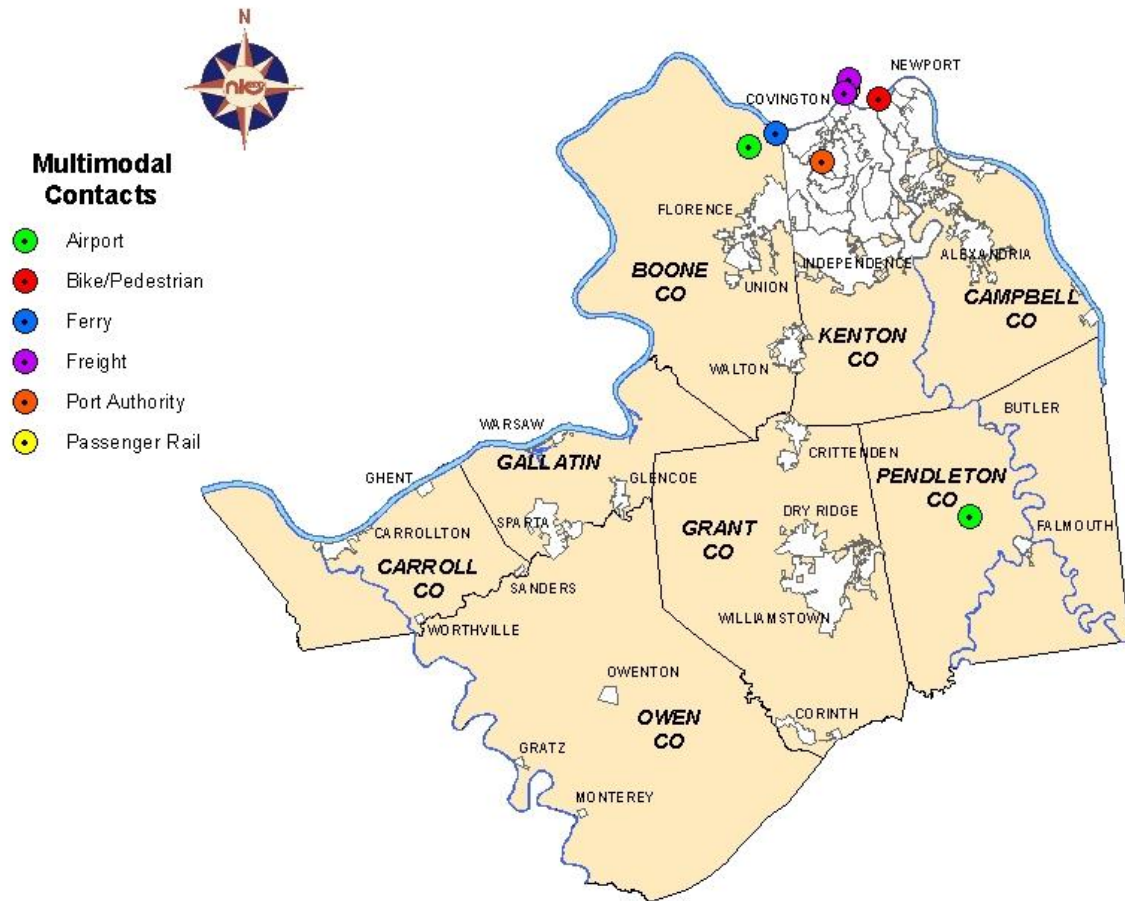 N
nk
Multimodal
Contacts
Airport
Bike/Pedestrian
Ferry
Freight
Port Authority
Passenger Rail
NEWPORT
COVINGTON
FLORENCE
BOONE
CO
UNION
INDEPENDENCE
ALEXANDRIA
CAMPBELL
CO
KENTON
CO
WALTON
BUTLER
WARSAW
GALLATIN
GHENT
GLENCOE
CRITTENDEN
PENDLETON
CO
SPARTA
DRY RIDGE
GRANT
CO
FALMOUTH
CARROLLTON
CARROLL
CO
SANDERS
WILLIAMSTOWN
WORTHVILLE
OWENTON
OWEN
CO
CORINTH
GRATZ
MONTEREY